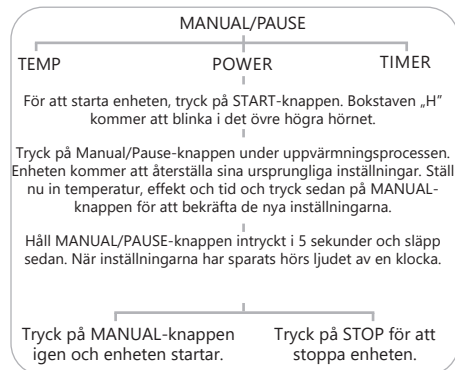 MANUAL/PAUSE
TEMP POWER TIMER
För att starta enheten, tryck på START-knappen. Bokstaven „H"
kommer att blinka i det övre högra hörnet.
Tryck på Manual/Pause-knappen under uppvärmningsprocessen.
Enheten kommer att återställa sina ursprungliga inställningar. Ställ
nu in temperatur, effekt och tid och tryck sedan på MANUAL-
knappen för att bekräfta de nya inställningarna.
Håll MANUAL/PAUSE-knappen intryckt i 5 sekunder och släpp
sedan. När inställningarna har sparats hörs ljudet av en klocka.
Tryck på MANUAL-knappen
igen och enheten startar.
Tryck på STOP för att
stoppa enheten.